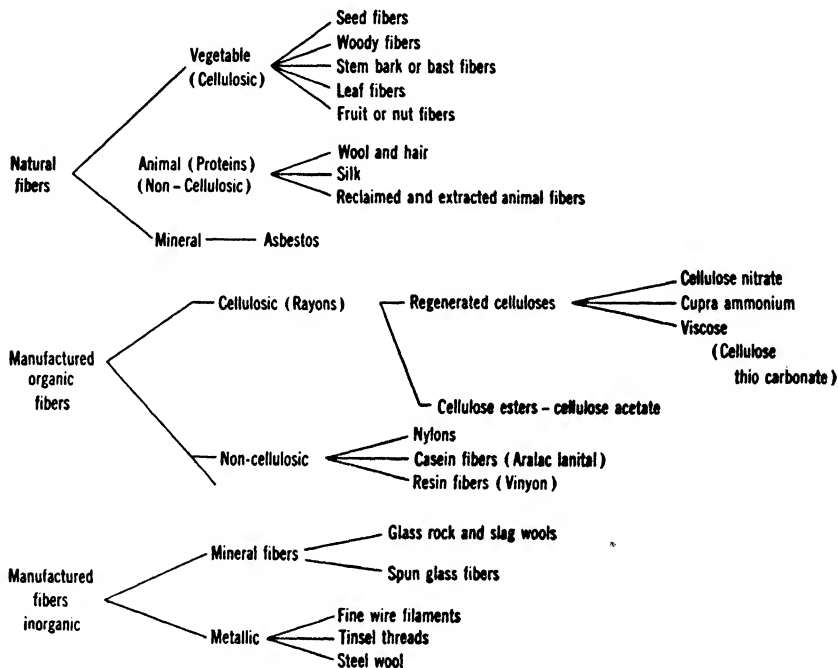 Seed fibers
Woody fibers
Vegetable
(Cellulosic)
Stem bark or bast fibers
Leaf fibers
Fruit or nut fibers
Natural
fibers
Animal (Proteins)
(Non-Cellulosic)
Wool and hair
Silk
Reclaimed and extracted animal fibers
Mineral
Asbestos
Manufactured
organic
fibers
Cellulosic (Rayons)
Regenerated celluloses
Cellulose nitrate
Cupra ammonium
Viscose
(Cellulose
thio carbonate)
Cellulose esters - cellulose acetate
Non-cellulosic
Nylons
Casein fibers (Aralac lanital)
Resin fibers (Vinyon)
Manufactured
fibers
inorganic
Mineral fibers
Glass rock and slag wools
Spun glass fibers
Metallic
Fine wire filaments
Tinsel threads
Steel wool